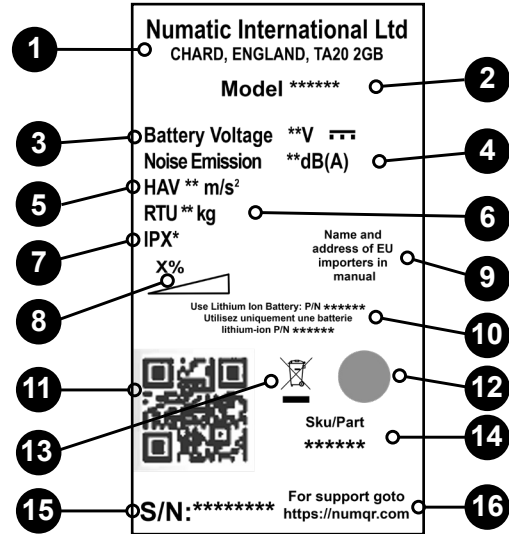 Numatic International Ltd
1
CHARD, ENGLAND, TA20 2GB
Model ******
2
3
Battery Voltage **V
Noise Emission **dB(A)
4
5
HAV ** m/s²
RTU ** kg
6
7
IPX*
Name and
address of EU
importers in
manual
9
X%
8
Use Lithium Ion Battery: P/N ******
Utilisez uniquement une batterie
lithium-ion P/N ******
10
11
12
13
Sku/Part
******
14
15
S/N:********
For support goto
https://numqr.com
16